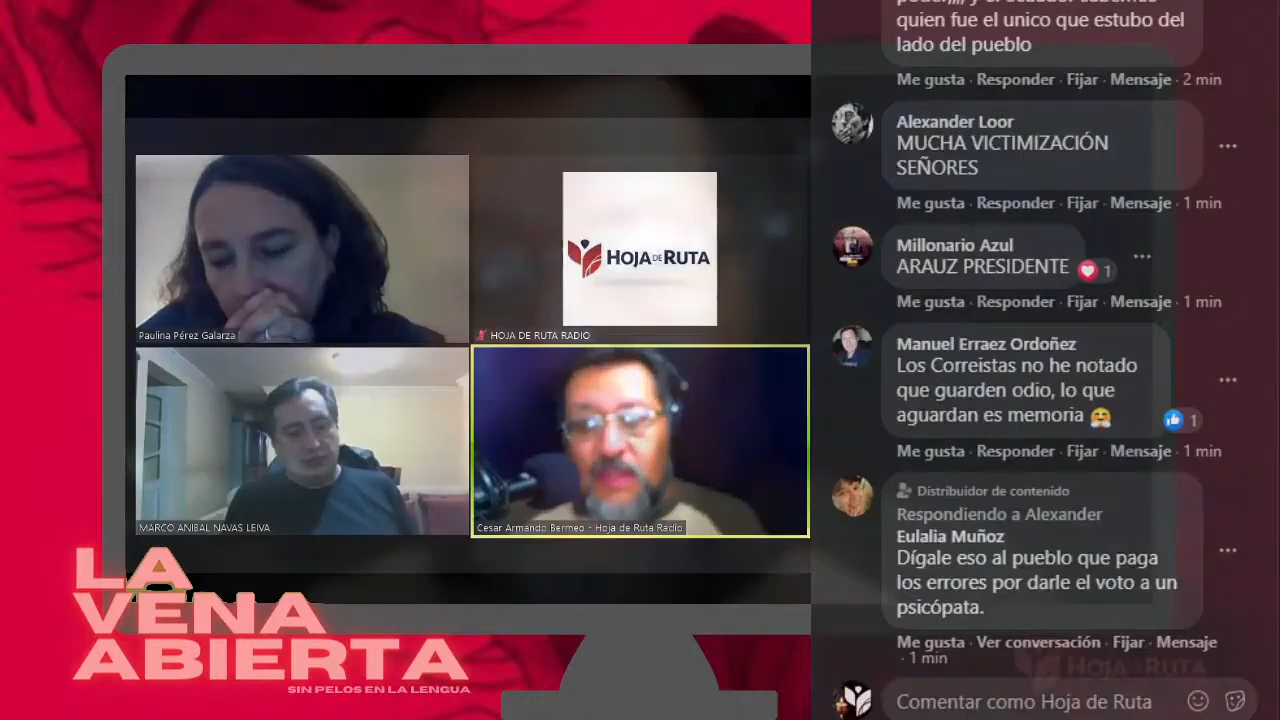 quien fue el unico que estubo del
lado del pueblo
Me gusta · Responder · Fijar · Mensaje · 2 min
Alexander Loor
MUCHA VICTIMIZACIÓN
SEÑORES
Me gusta · Responder · Fijar · Mensaje · 1 min
Millonario Azul
ARAUZ PRESIDENTE
1
Me gusta · Responder · Fijar · Mensaje · 1 min
Manuel Erraez Ordoñez
Los Correistas no he notado
que guarden odio, lo que
aguardan es memoria 🤗
1
Me gusta · Responder · Fijar · Mensaje · 1 min
Distribuidor de contenido
Respondiendo a Alexander
Eulalia Muñoz
Dígale eso al pueblo que paga
los errores por darle el voto a un
psicópata.
Me gusta · Ver conversación · Fijar · Mensaje
· 1 min
HOJA DE RUTA
Comentar como Hoja de Ruta
HOJA DE RUTA
Paulina Pérez Galarza
HOJA DE RUTA RADIO
MARCO ANIBAL NAVAS LEIVA
Cesar Armando Bermeo - Hoja de Ruta Radio
LA
VENA
ABIERTA
SIN PELOS EN LA LENGUA